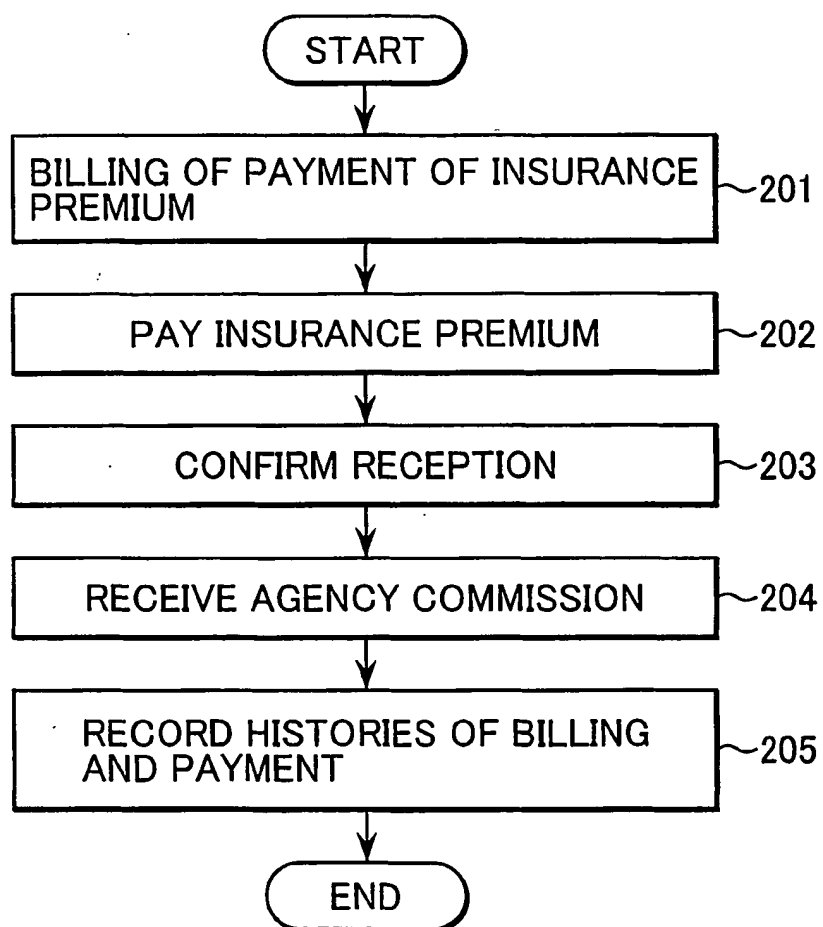 START
BILLING OF PAYMENT OF INSURANCE
PREMIUM
201
PAY INSURANCE PREMIUM
202
CONFIRM RECEPTION
203
RECEIVE AGENCY COMMISSION
204
RECORD HISTORIES OF BILLING
AND PAYMENT
205
END